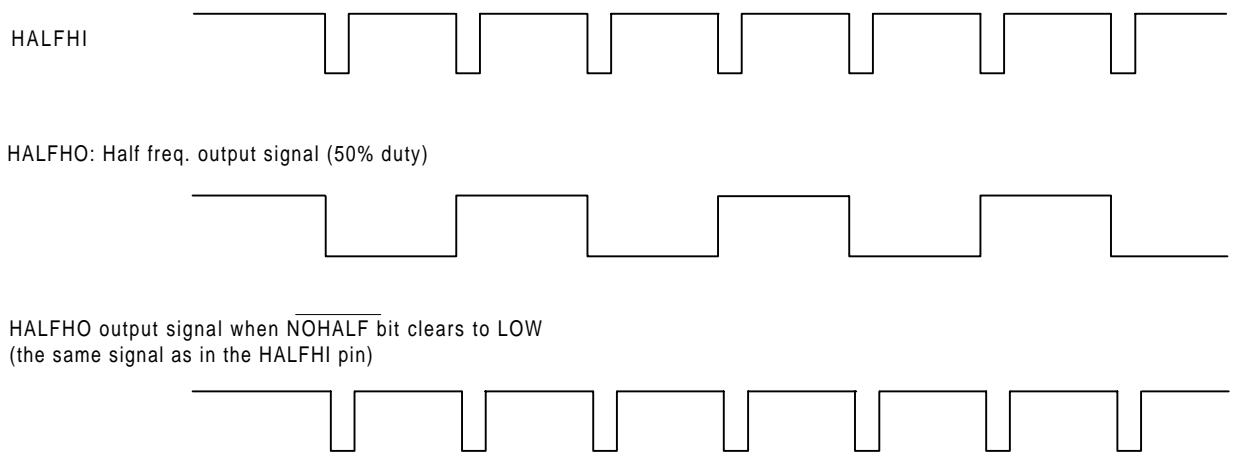 HALFHI
HALFHO: Half freq. output signal (50% duty)
HALFHO output signal when N̅O̅H̅A̅L̅F̅ bit clears to LOW
(the same signal as in the HALFHI pin)